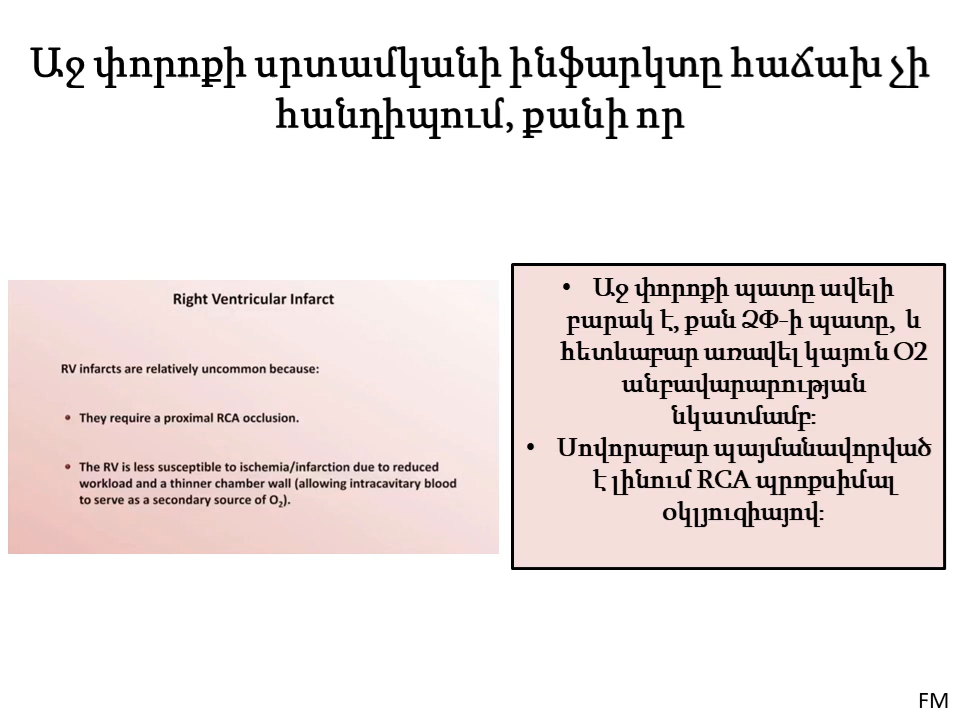 Աջ փորոքի սրտամկանի ինֆարկտը հաճախ չի
հանդիպում, քանի որ
Right Ventricular Infarct
RV infarcts are relatively uncommon because:
• They require a proximal RCA occlusion.
• The RV is less susceptible to ischemia/infarction due to reduced
workload and a thinner chamber wall (allowing intracavitary blood
to serve as a secondary source of O₂).
• Աջ փորոքի պատը ավելի
բարակ է, քան ՁՓ-ի պատը, և
հետևաբար առավել կայուն O2
անբավարարության
նկատմամբ:
• Սովորաբար պայմանավորված
է լինում RCA պրոքսիմալ
օկլյուզիայով:
FM